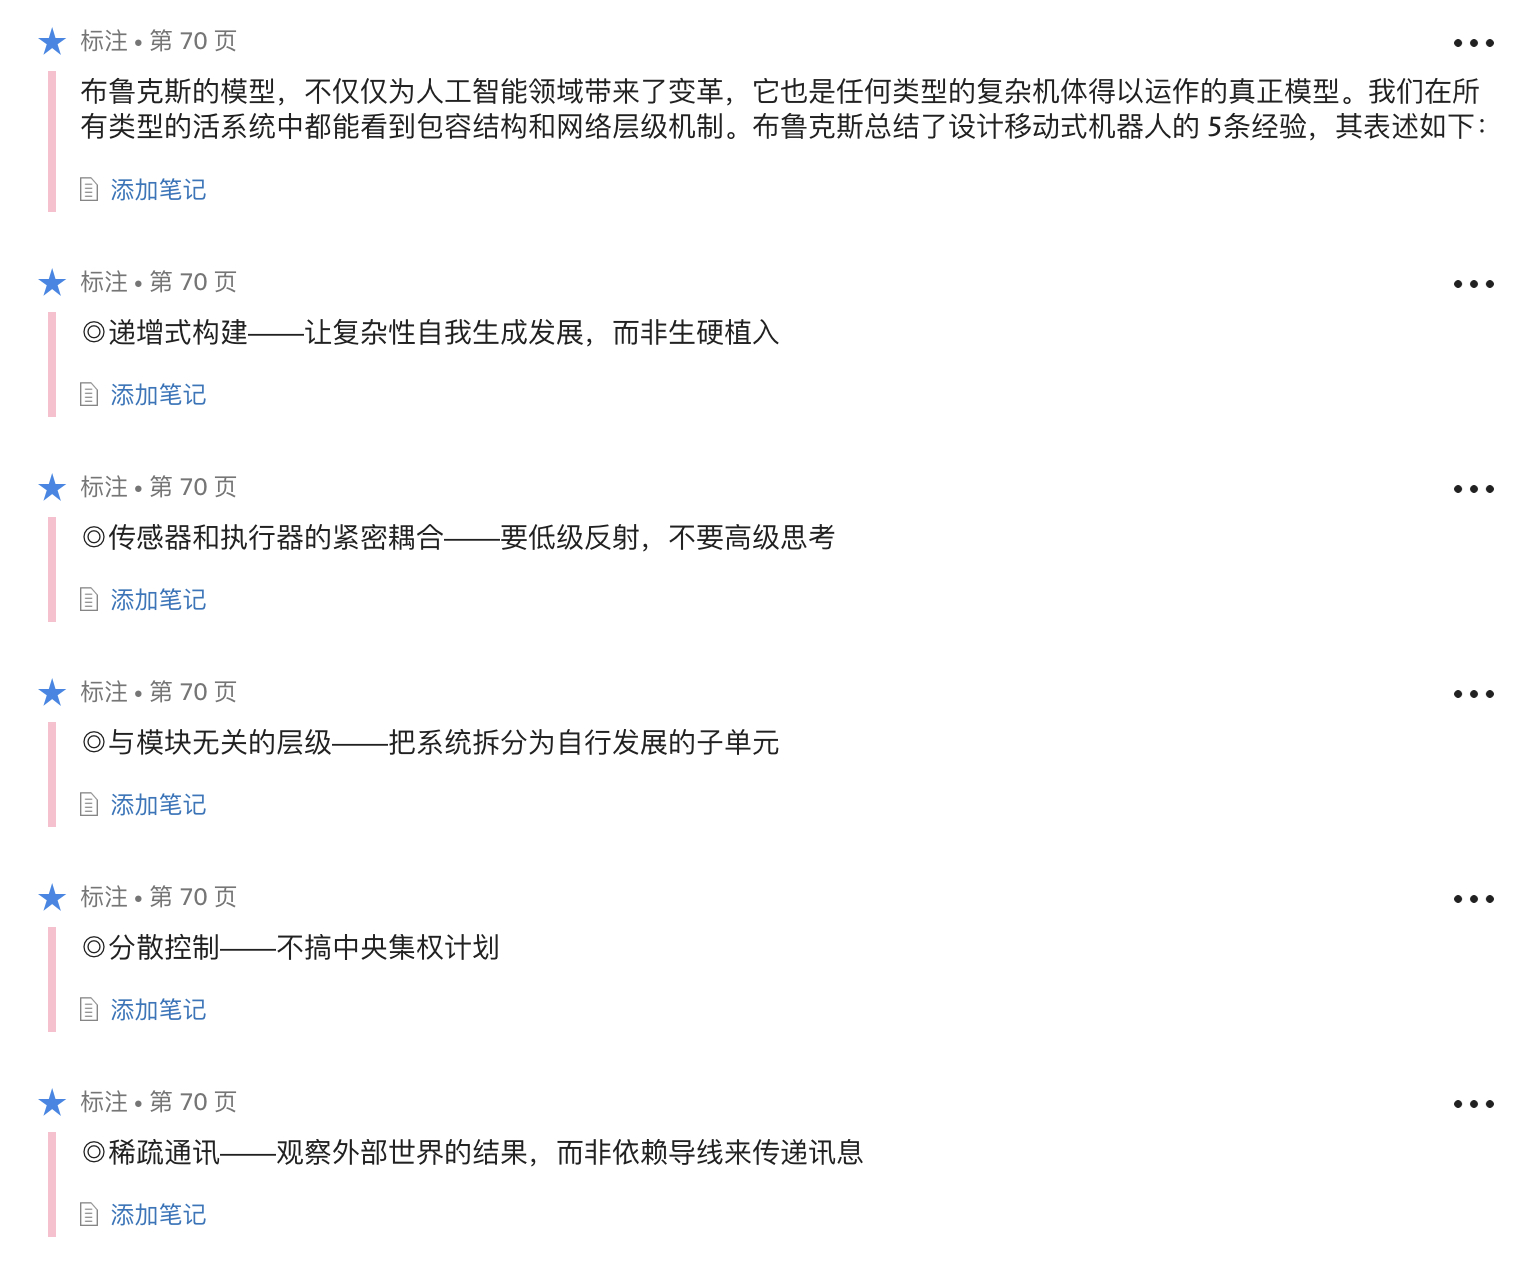 标注 • 第 70 页
布鲁克斯的模型，不仅仅为人工智能领域带来了变革，它也是任何类型的复杂机体得以运作的真正模型。我们在所
有类型的活系统中都能看到包容结构和网络层级机制。布鲁克斯总结了设计移动式机器人的 5条经验，其表述如下：
添加笔记
标注 • 第 70 页
◎递增式构建——让复杂性自我生成发展，而非生硬植入
添加笔记
标注 • 第 70 页
◎传感器和执行器的紧密耦合——要低级反射，不要高级思考
添加笔记
标注 • 第 70 页
◎与模块无关的层级——把系统拆分为自行发展的子单元
添加笔记
标注 • 第 70 页
◎分散控制——不搞中央集权计划
添加笔记
标注 • 第 70 页
◎稀疏通讯——观察外部世界的结果，而非依赖导线来传递讯息
添加笔记